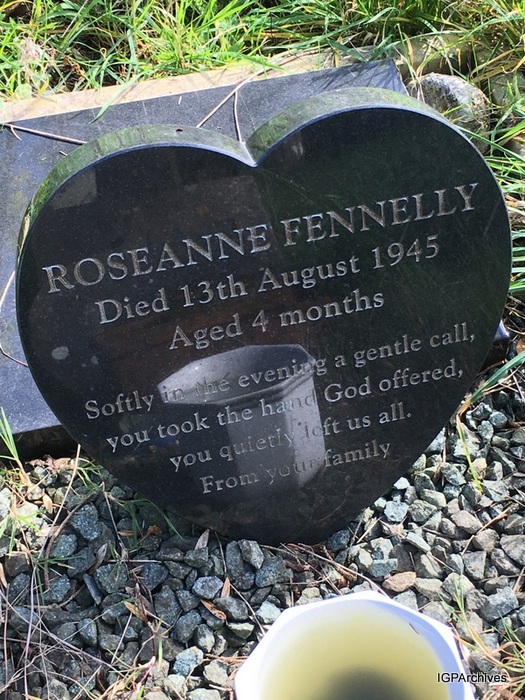 ROSEANNE FENNELLY
Died 13th August 1945
Aged 4 months
Softly in the evening a gentle call,
you took the hand God offered,
you quietly left us all.
From your family
IGPArchives